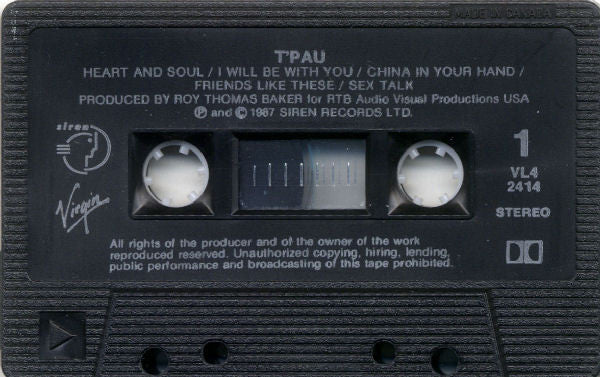 MADE IN CANADA
T'PAU
HEART AND SOUL / I WILL BE WITH YOU / CHINA IN YOUR HAND /
FRIENDS LIKE THESE / SEX TALK
PRODUCED BY ROY THOMAS BAKER for RTB Audio Visual Productions USA
℗ and © 1987 SIREN RECORDS LTD.
siren
Virgin
1
VL4
2414
STEREO
All rights of the producer and of the owner of the work
reproduced reserved. Unauthorized copying, hiring, lending,
public performance and broadcasting of this tape prohibited.